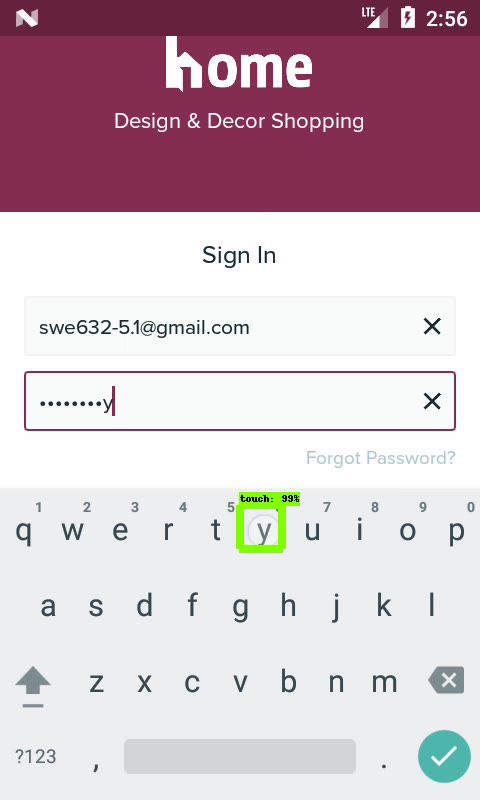 LTE 2:56
home
Design & Decor Shopping
Sign In
swe632-5.1@gmail.com
••••••••y
Forgot Password?
touch: 99%
1 2 3 4 5 7 8 9 0
q w e r t y u i o p
a s d f g h j k l
z x c v b n m
?123 , .